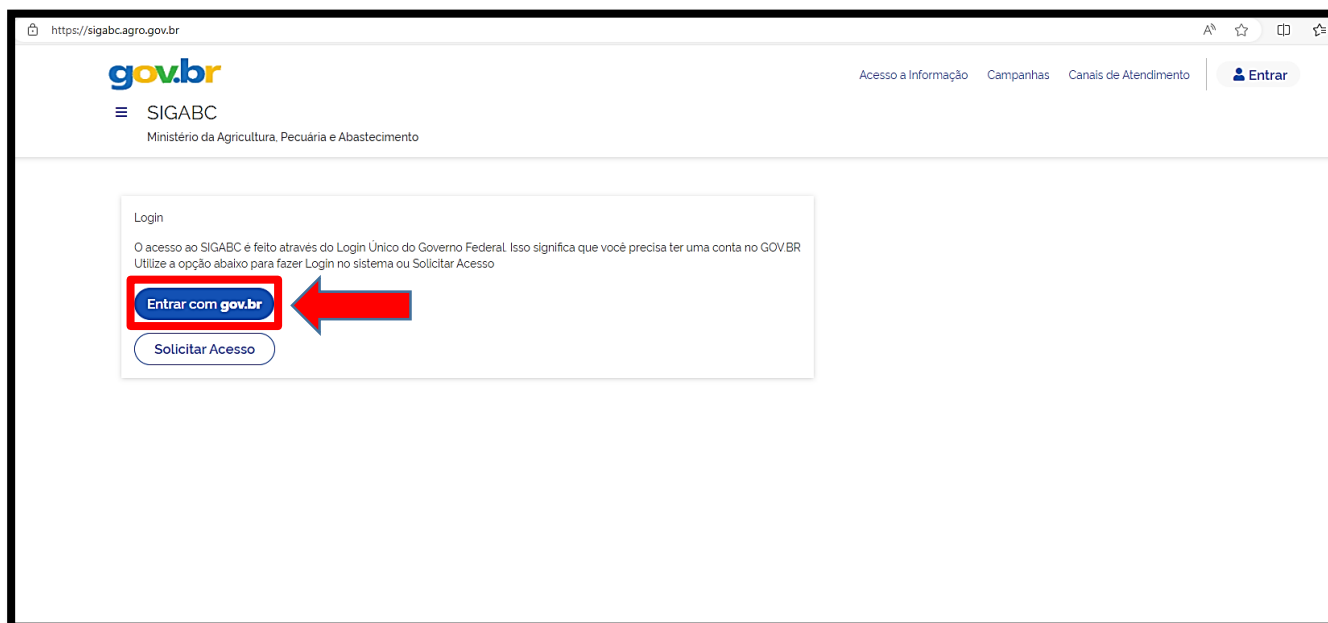 https://sigabc.agro.gov.br
gov.br
Acesso a Informação Campanhas Canais de Atendimento Entrar
SIGABC
Ministério da Agricultura, Pecuária e Abastecimento
Login
O acesso ao SIGABC é feito através do Login Único do Governo Federal. Isso significa que você precisa ter uma conta no GOV.BR
Utilize a opção abaixo para fazer Login no sistema ou Solicitar Acesso
Entrar com gov.br
Solicitar Acesso